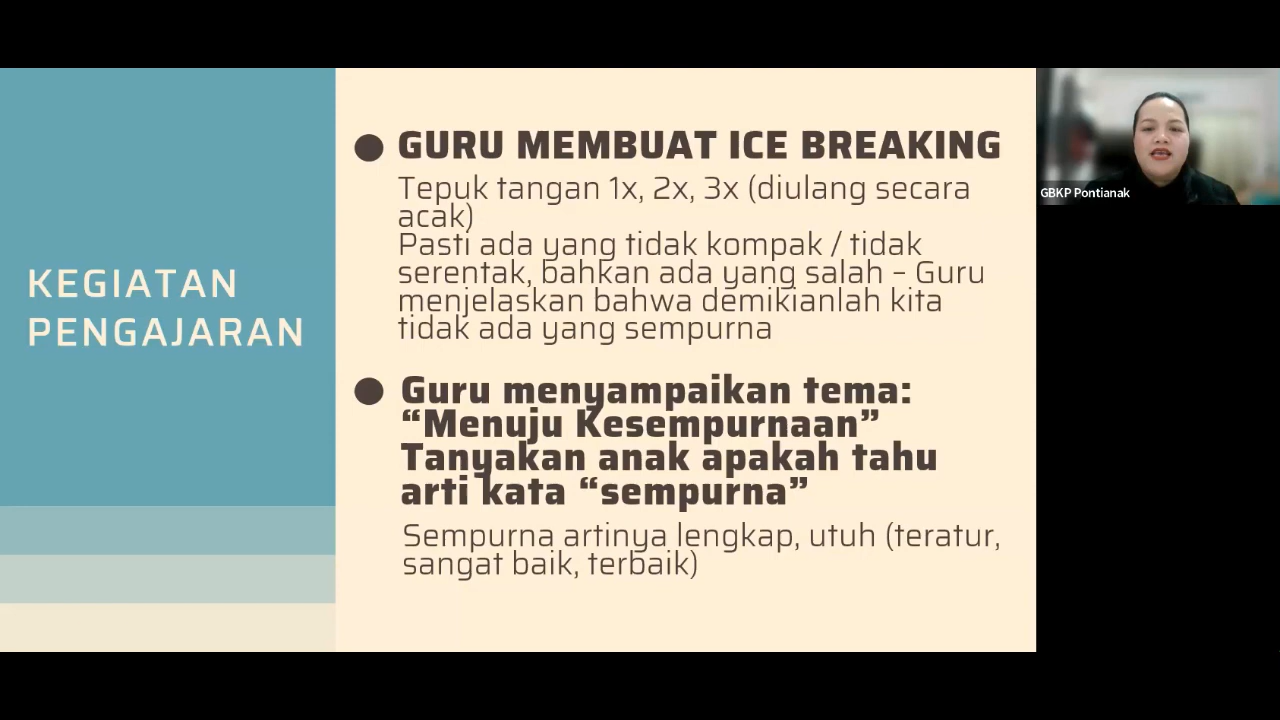 KEGIATAN
PENGAJARAN
● GURU MEMBUAT ICE BREAKING
Tepuk tangan 1x, 2x, 3x (diulang secara
acak)
Pasti ada yang tidak kompak / tidak
serentak, bahkan ada yang salah – Guru
menjelaskan bahwa demikianlah kita
tidak ada yang sempurna
● Guru menyampaikan tema:
“Menuju Kesempurnaan”
Tanyakan anak apakah tahu
arti kata “sempurna”
Sempurna artinya lengkap, utuh (teratur,
sangat baik, terbaik)
GBKP Pontianak